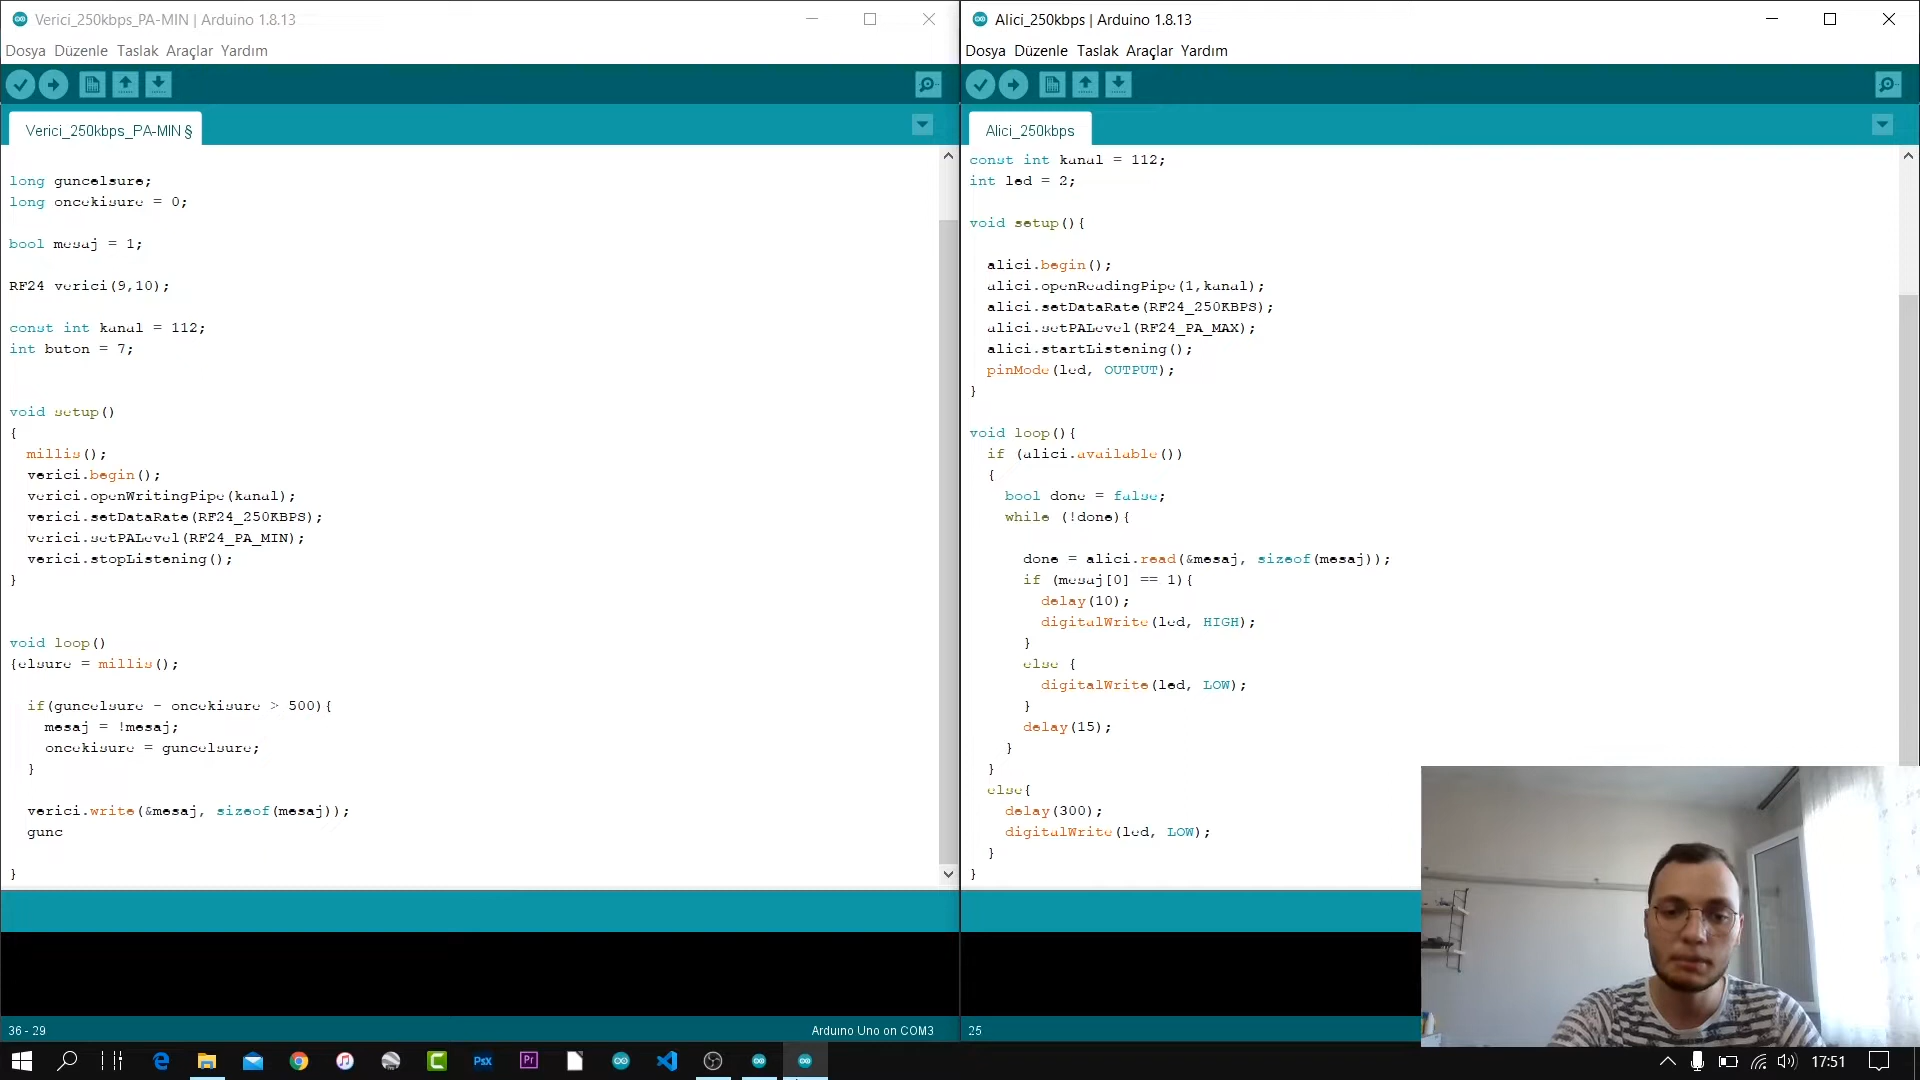 Verici_250kbps_PA-MIN | Arduino 1.8.13
Dosya Düzenle Taslak Araçlar Yardım
Verici_250kbps_PA-MIN §
long guncelsure;
long oncekisure = 0;
bool mesaj = 1;
RF24 verici(9,10);
const int kanal = 112;
int buton = 7;
void setup()
{
millis();
verici.begin();
verici.openWritingPipe(kanal);
verici.setDataRate(RF24_250KBPS);
verici.setPALevel(RF24_PA_MIN);
verici.stopListening();
}
void loop()
{elsure = millis();
if(guncelsure - oncekisure > 500){
mesaj = !mesaj;
oncekisure = guncelsure;
}
verici.write(&mesaj, sizeof(mesaj));
gunc
}
36 - 29
Arduino Uno on COM3
Alici_250kbps | Arduino 1.8.13
Dosya Düzenle Taslak Araçlar Yardım
Alici_250kbps
const int kanal = 112;
int led = 2;
void setup(){
alici.begin();
alici.openReadingPipe(1,kanal);
alici.setDataRate(RF24_250KBPS);
alici.setPALevel(RF24_PA_MAX);
alici.startListening();
pinMode(led, OUTPUT);
}
void loop(){
if (alici.available())
{
bool done = false;
while (!done){
done = alici.read(&mesaj, sizeof(mesaj));
if (mesaj[0] == 1){
delay(10);
digitalWrite(led, HIGH);
}
else {
digitalWrite(led, LOW);
}
delay(15);
}
}
else{
delay(300);
digitalWrite(led, LOW);
}
}
25
PsX
Pr
17:51